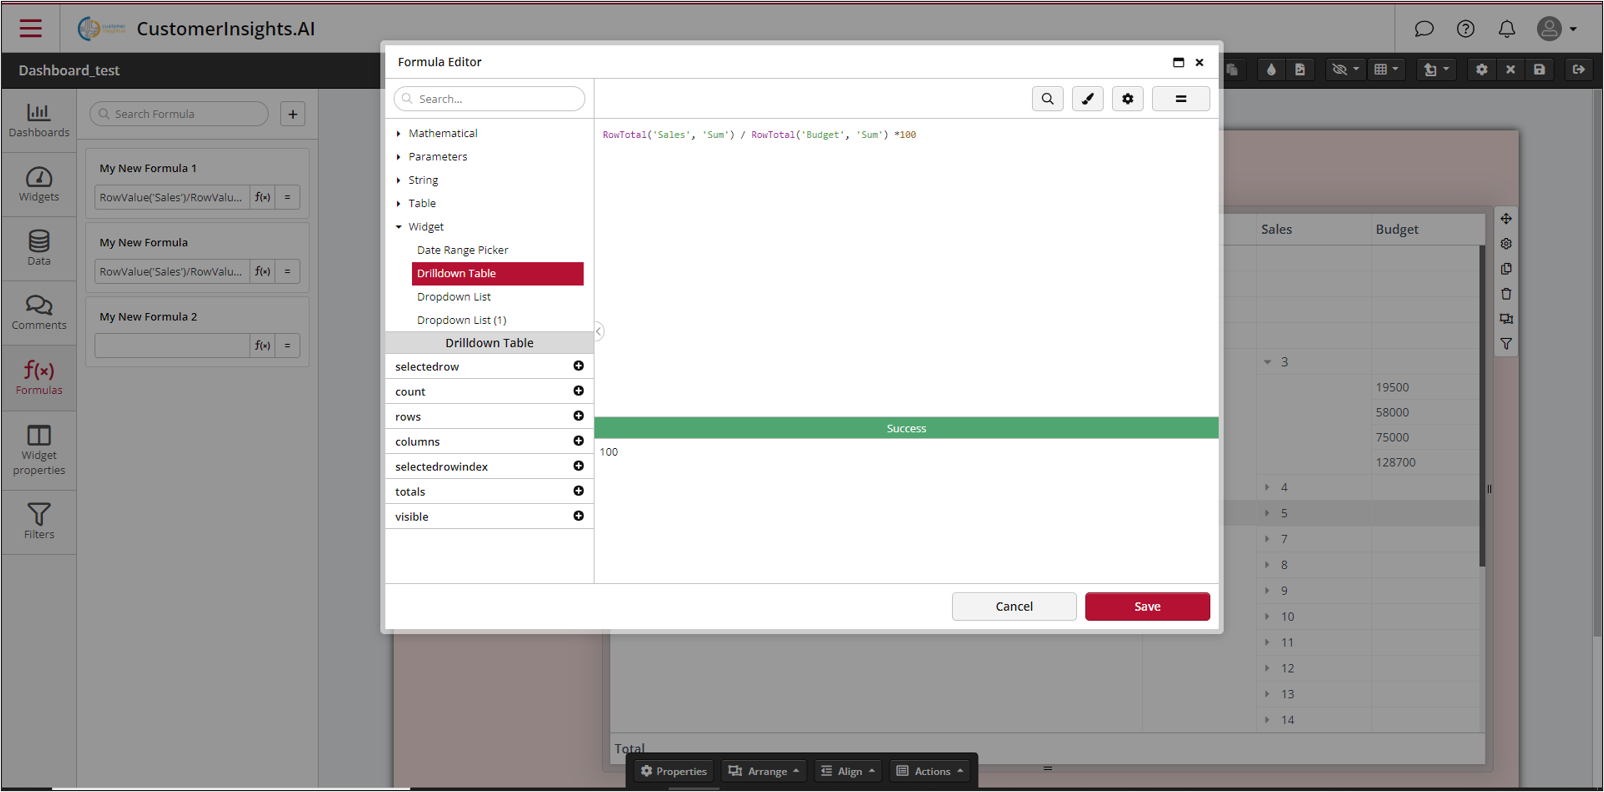 CustomerInsights.AI
Dashboard_test
Dashboards
Widgets
Data
Comments
f(x)
Formulas
Widget
properties
Filters
Search Formula
+
My New Formula 1
RowValue('Sales')/RowValu...
f(x)
=
My New Formula
RowValue('Sales')/RowValu...
f(x)
=
My New Formula 2
f(x)
=
Formula Editor
Search...
Mathematical
Parameters
String
Table
Widget
Date Range Picker
Drilldown Table
Dropdown List
Dropdown List (1)
Drilldown Table
selectedrow
count
rows
columns
selectedrowindex
totals
visible
=
RowTotal('Sales', 'Sum') / RowTotal('Budget', 'Sum') *100
Success
100
Cancel
Save
Sales
Budget
3
19500
58000
75000
128700
4
5
7
8
9
10
11
12
13
14
Total
Properties
Arrange
Align
Actions